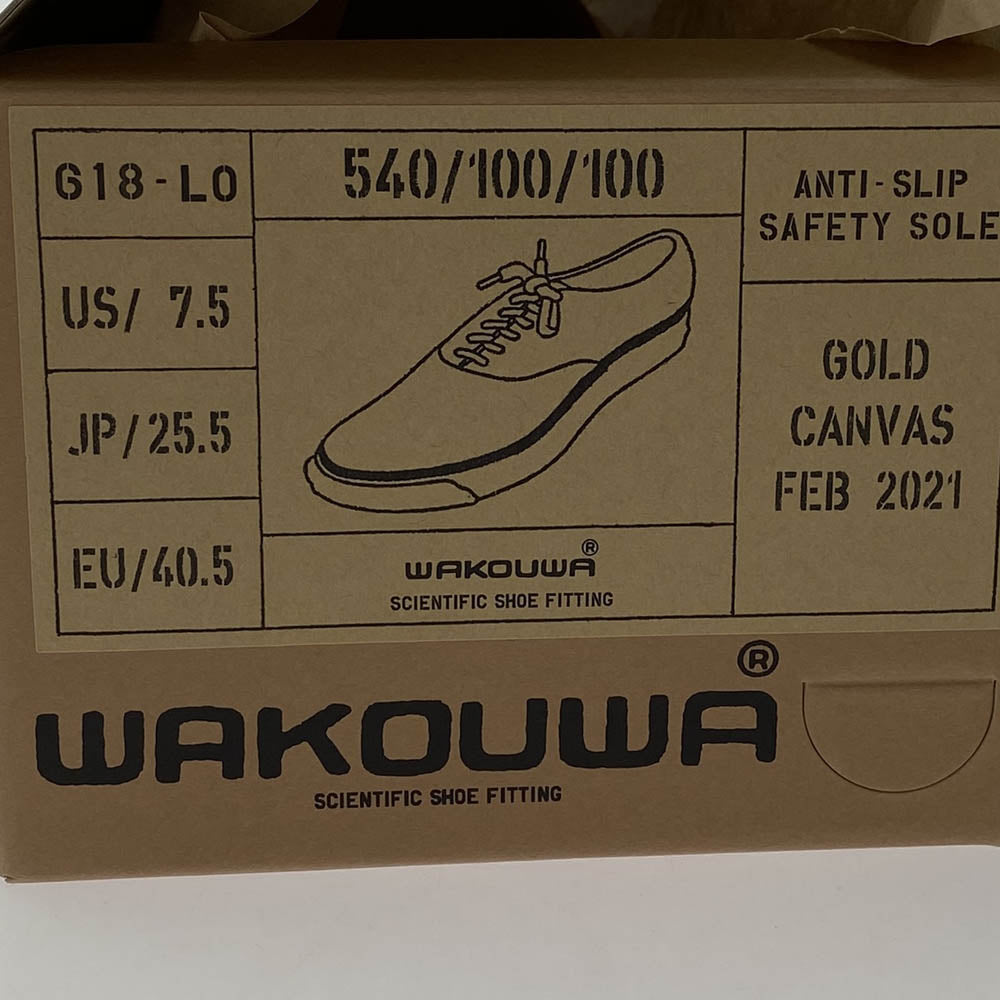 G18-LO
US/ 7.5
JP/25.5
EU/40.5
540/100/100
WAKOUWA®
SCIENTIFIC SHOE FITTING
ANTI-SLIP
SAFETY SOLE
GOLD
CANVAS
FEB 2021
WAKOUWA®
SCIENTIFIC SHOE FITTING